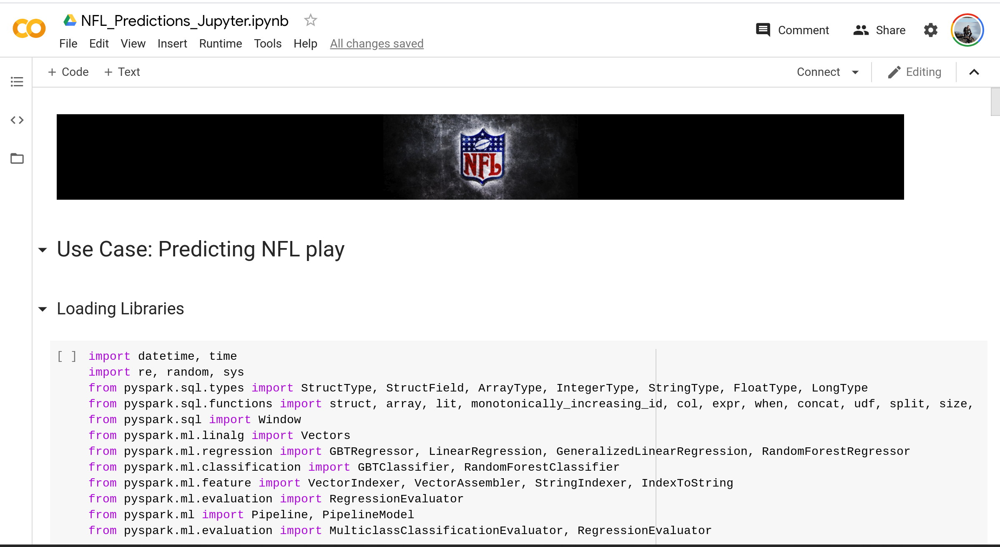 NFL_Predictions_Jupyter.ipynb
File Edit View Insert Runtime Tools Help All changes saved
Comment Share
+ Code + Text
Connect Editing
NFL
Use Case: Predicting NFL play
Loading Libraries
[ ] import datetime, time
import re, random, sys
from pyspark.sql.types import StructType, StructField, ArrayType, IntegerType, StringType, FloatType, LongType
from pyspark.sql.functions import struct, array, lit, monotonically_increasing_id, col, expr, when, concat, udf, split, size,
from pyspark.sql import Window
from pyspark.ml.linalg import Vectors
from pyspark.ml.regression import GBTRegressor, LinearRegression, GeneralizedLinearRegression, RandomForestRegressor
from pyspark.ml.classification import GBTClassifier, RandomForestClassifier
from pyspark.ml.feature import VectorIndexer, VectorAssembler, StringIndexer, IndexToString
from pyspark.ml.evaluation import RegressionEvaluator
from pyspark.ml import Pipeline, PipelineModel
from pyspark.ml.evaluation import MulticlassClassificationEvaluator, RegressionEvaluator